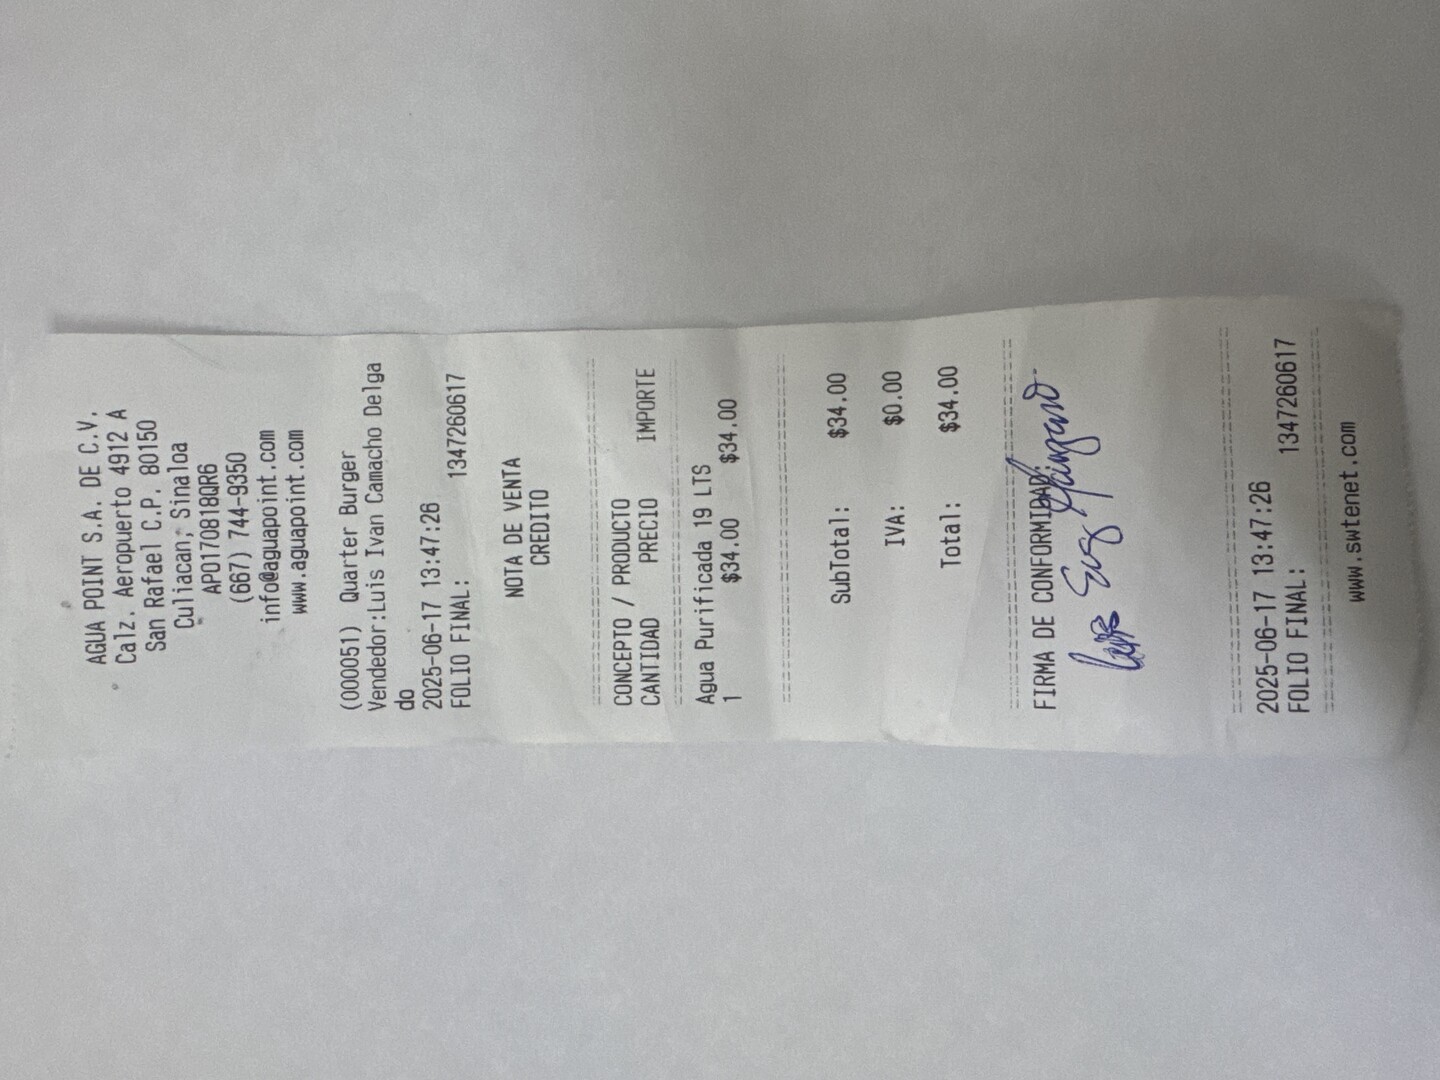 AGUA POINT S.A. DE C.V.
Calz. Aeropuerto 4912 A
San Rafael C.P. 80150
Culiacan, Sinaloa
APO170818QR6
(667) 744-9350
info@aguapoint.com
www.aguapoint.com
(000051) Quarter Burger
Vendedor:Luis Ivan Camacho Delga
do
2025-06-17 13:47:26
FOLIO FINAL: 1347260617
NOTA DE VENTA
CREDITO
CONCEPTO / PRODUCTO
CANTIDAD PRECIO IMPORTE
Agua Purificada 19 LTS
1 $34.00 $34.00
SubTotal: $34.00
IVA: $0.00
Total: $34.00
FIRMA DE CONFORMIDAD:
2025-06-17 13:47:26
FOLIO FINAL: 1347260617
www.swtenet.com